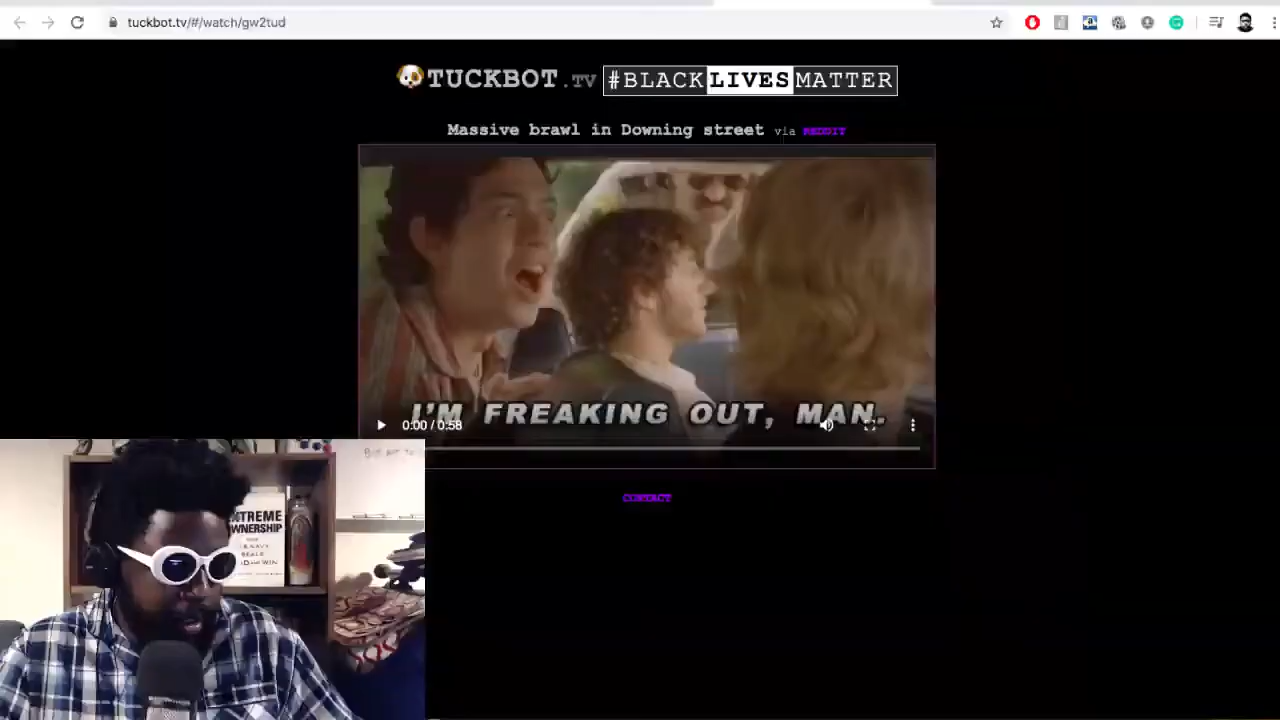 tuckbot.tv/#/watch/gw2tud
TUCKBOT.TV #BLACKLIVESMATTER
Massive brawl in Downing street via REDDIT
I'M FREAKING OUT, MAN.
0:00 / 0:58
CONTACT
EXTREME
OWNERSHIP